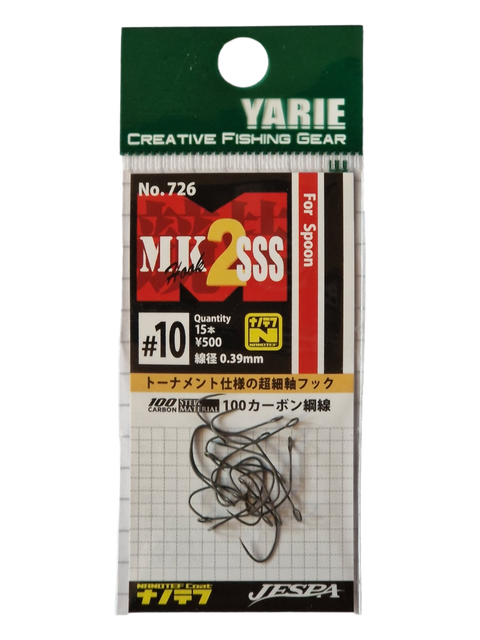 YARIE
CREATIVE FISHING GEAR
No.726
For Spoon
MK2SSS
Hook
#10
Quantity
15本
¥500
線径 0.39mm
ナノテフ
N
NANOTEF
トーナメント仕様の超細軸フック
100 CARBON STEEL MATERIAL 100カーボン鋼線
NANOTEF Coat
ナノテフ
JESPA